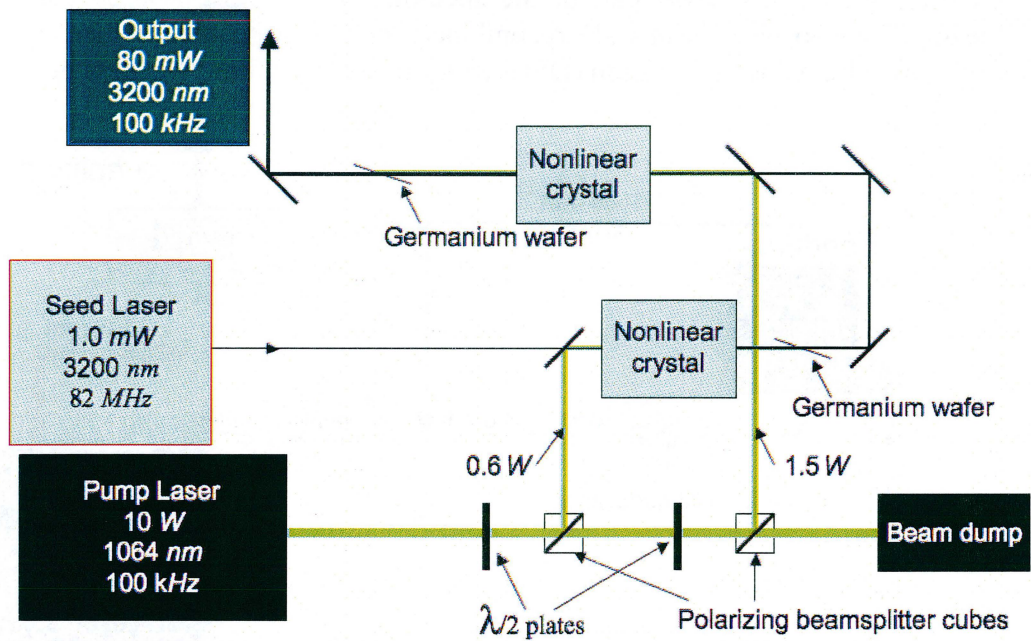 Output
80 mW
3200 nm
100 kHz
Nonlinear
crystal
Germanium wafer
Seed Laser
1.0 mW
3200 nm
82 MHz
Nonlinear
crystal
Germanium wafer
0.6 W
1.5 W
Pump Laser
10 W
1064 nm
100 kHz
Beam dump
λ/2 plates
Polarizing beamsplitter cubes